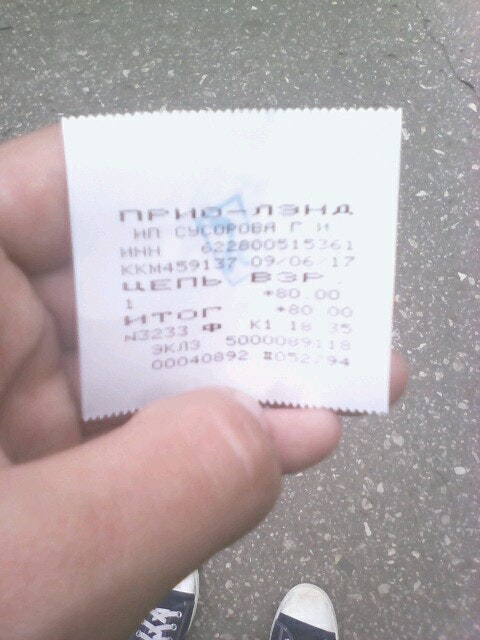 ПРИО-ЛЭНД
ИП СУСОРОВА Г И
ИНН 622800515361
ККМ459137 09/06/17
ЦЕПЬ ВЗР
1 *80.00
ИТОГ *80.00
N3233 Ф К1 18 35
ЭКЛЗ 5000089118
00040892 #052794